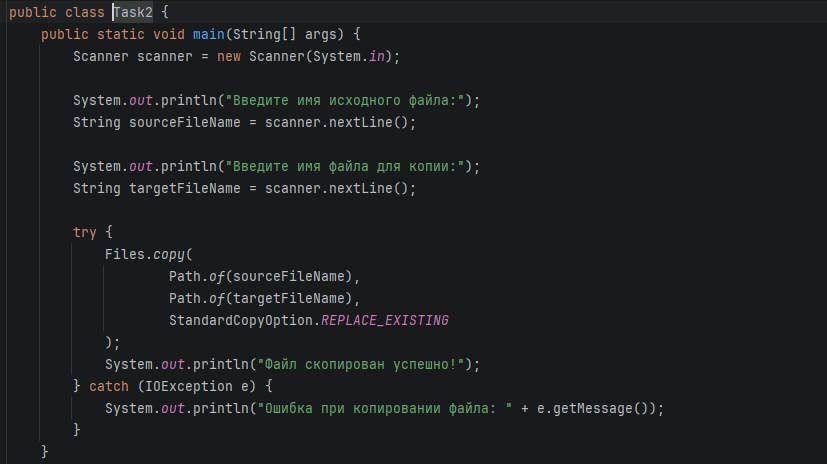 public class Task2 {
    public static void main(String[] args) {
        Scanner scanner = new Scanner(System.in);

        System.out.println("Введите имя исходного файла:");
        String sourceFileName = scanner.nextLine();

        System.out.println("Введите имя файла для копии:");
        String targetFileName = scanner.nextLine();

        try {
            Files.copy(
                    Path.of(sourceFileName),
                    Path.of(targetFileName),
                    StandardCopyOption.REPLACE_EXISTING
            );
            System.out.println("Файл скопирован успешно!");
        } catch (IOException e) {
            System.out.println("Ошибка при копировании файла: " + e.getMessage());
        }
    }